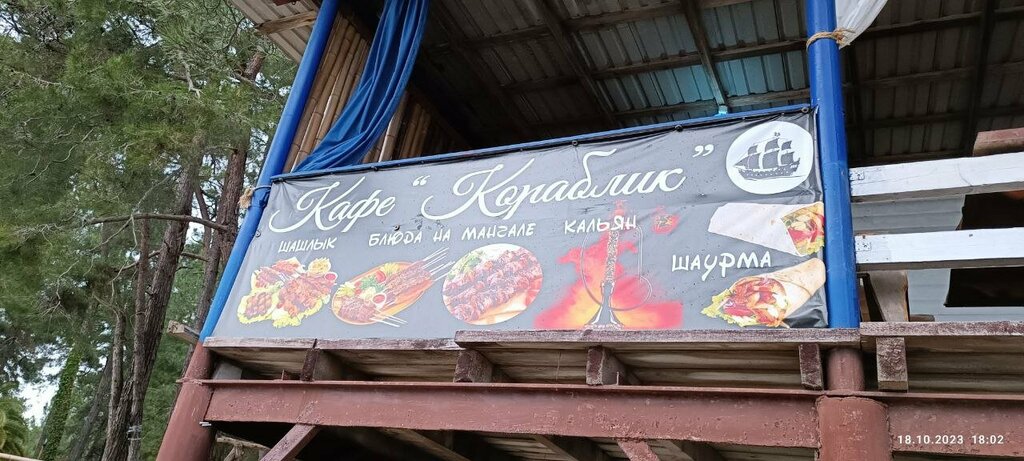 Кафе "Кораблик"
ШАШЛЫК БЛЮДА НА МАНГАЛЕ КАЛЬЯН
ШАУРМА
18.10.2023 18:02